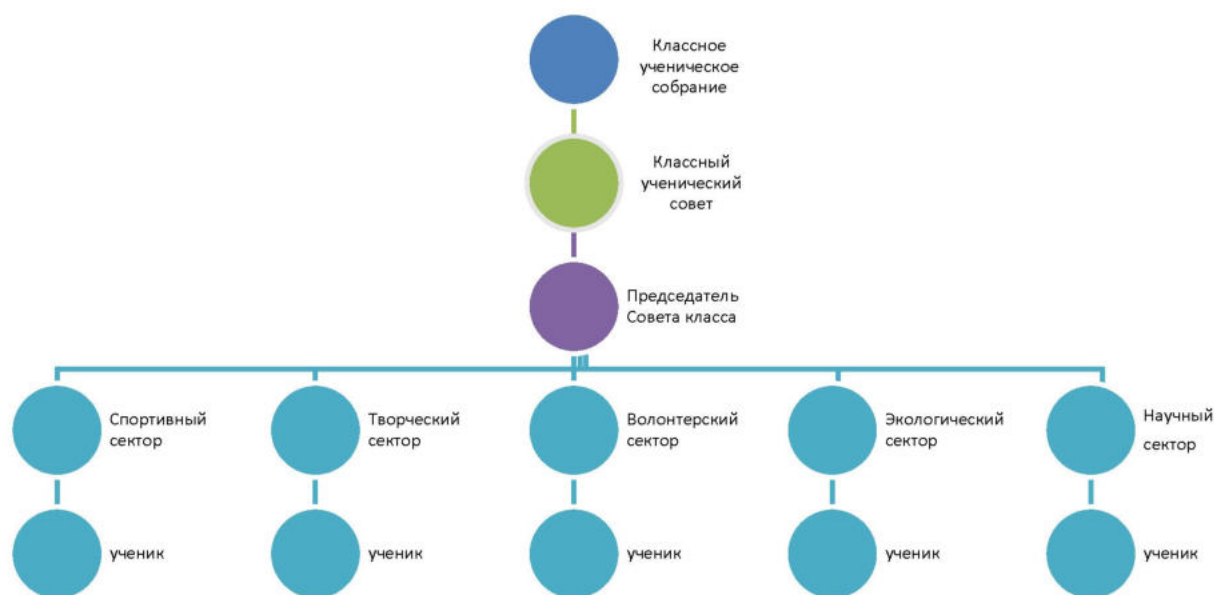 Классное
ученическое
собрание
Классный
ученический
совет
Председатель
Совета класса
Спортивный
сектор
Творческий
сектор
Волонтерский
сектор
Экологический
сектор
Научный
сектор
ученик
ученик
ученик
ученик
ученик